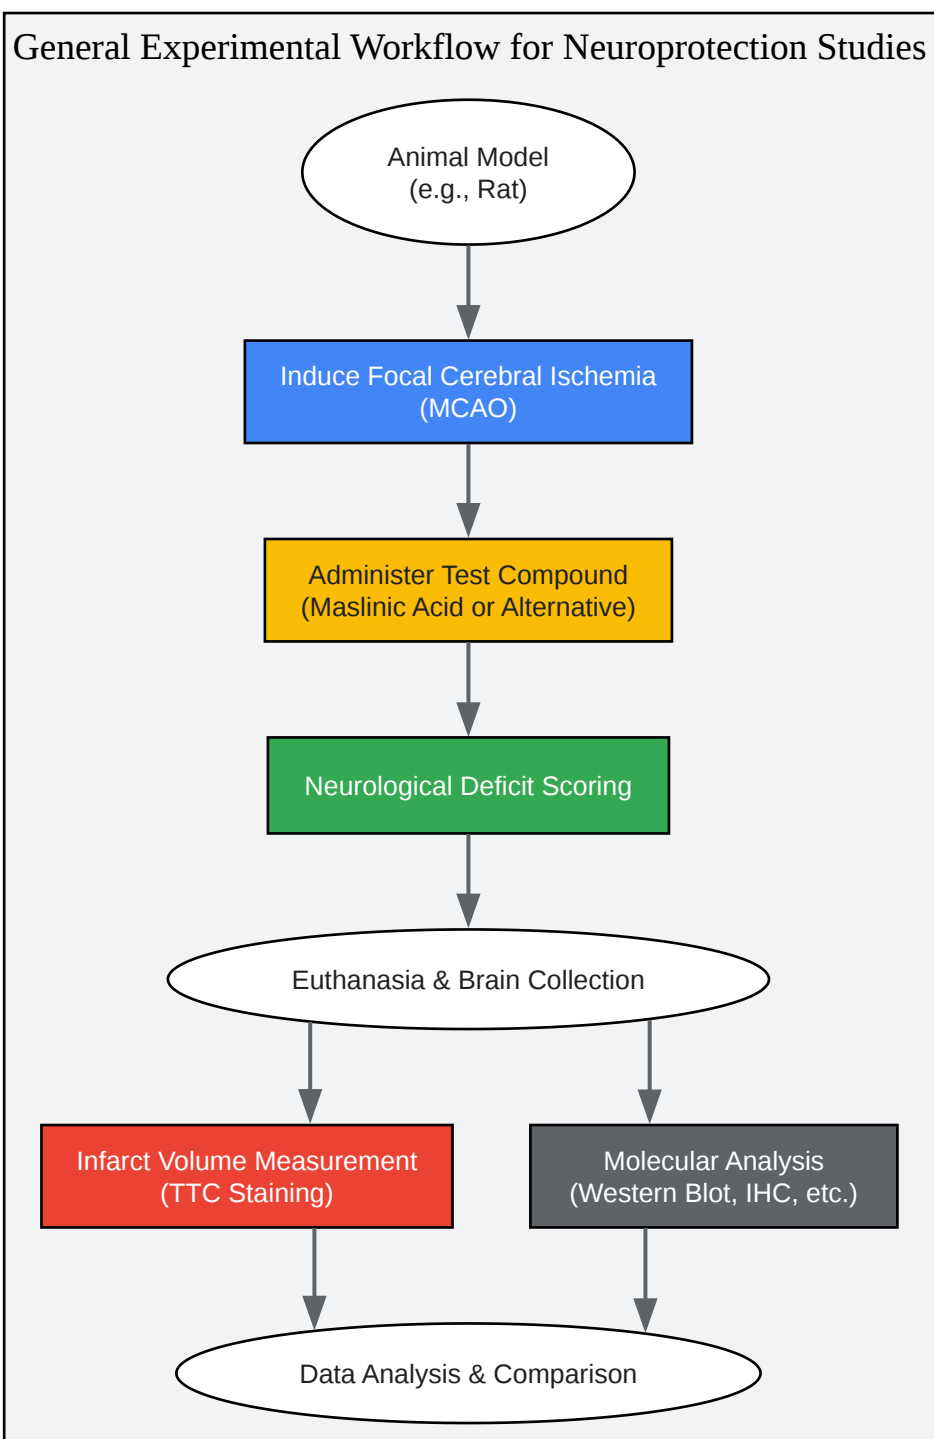 General Experimental Workflow for Neuroprotection Studies
Animal Model
(e.g., Rat)
Induce Focal Cerebral Ischemia
(MCAO)
Administer Test Compound
(Maslinic Acid or Alternative)
Neurological Deficit Scoring
Euthanasia & Brain Collection
Infarct Volume Measurement
(TTC Staining)
Molecular Analysis
(Western Blot, IHC, etc.)
Data Analysis & Comparison